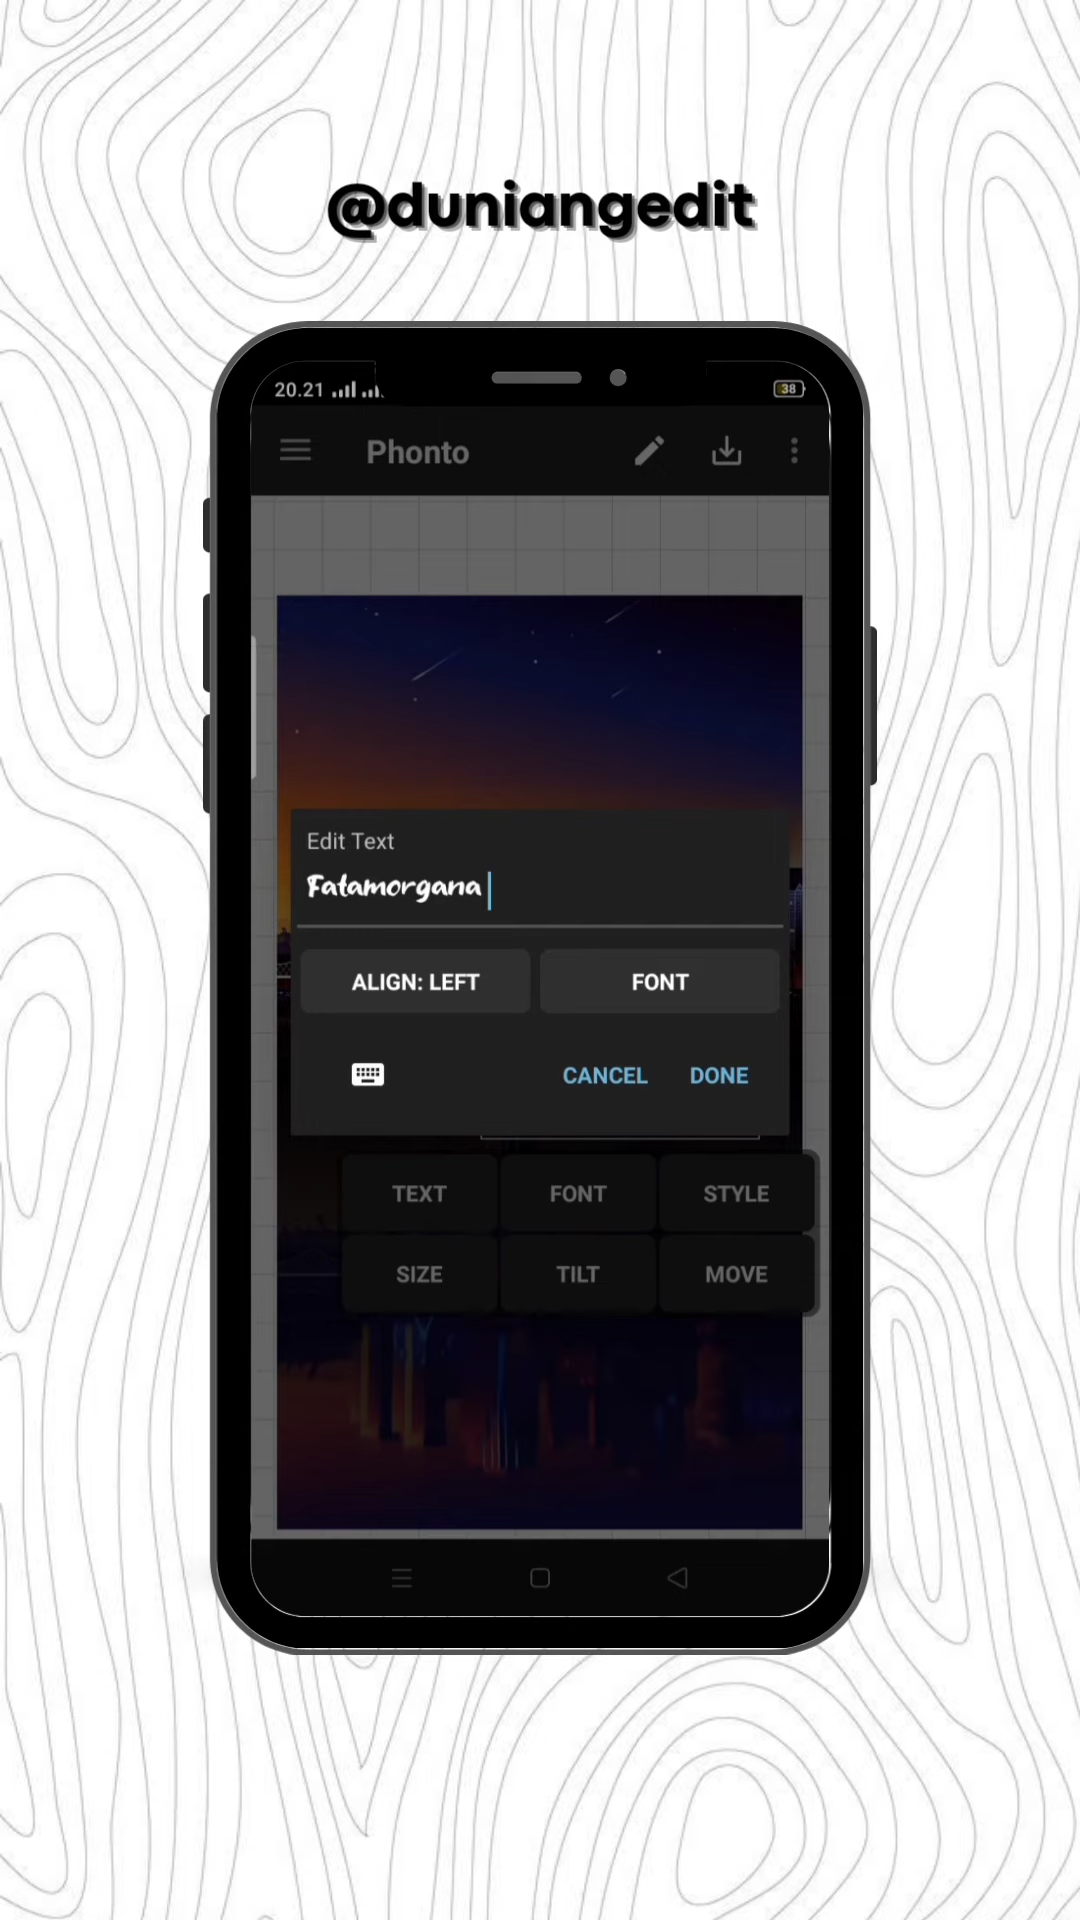 @duniangedit
20.21
38
Phonto
Edit Text
Fatamorgana
ALIGN: LEFT
FONT
CANCEL
DONE
TEXT
FONT
STYLE
SIZE
TILT
MOVE